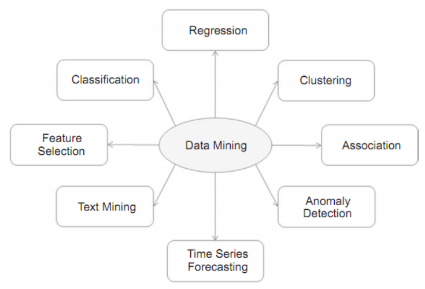 Regression
Classification
Clustering
Feature
Selection
Data Mining
Association
Text Mining
Anomaly
Detection
Time Series
Forecasting